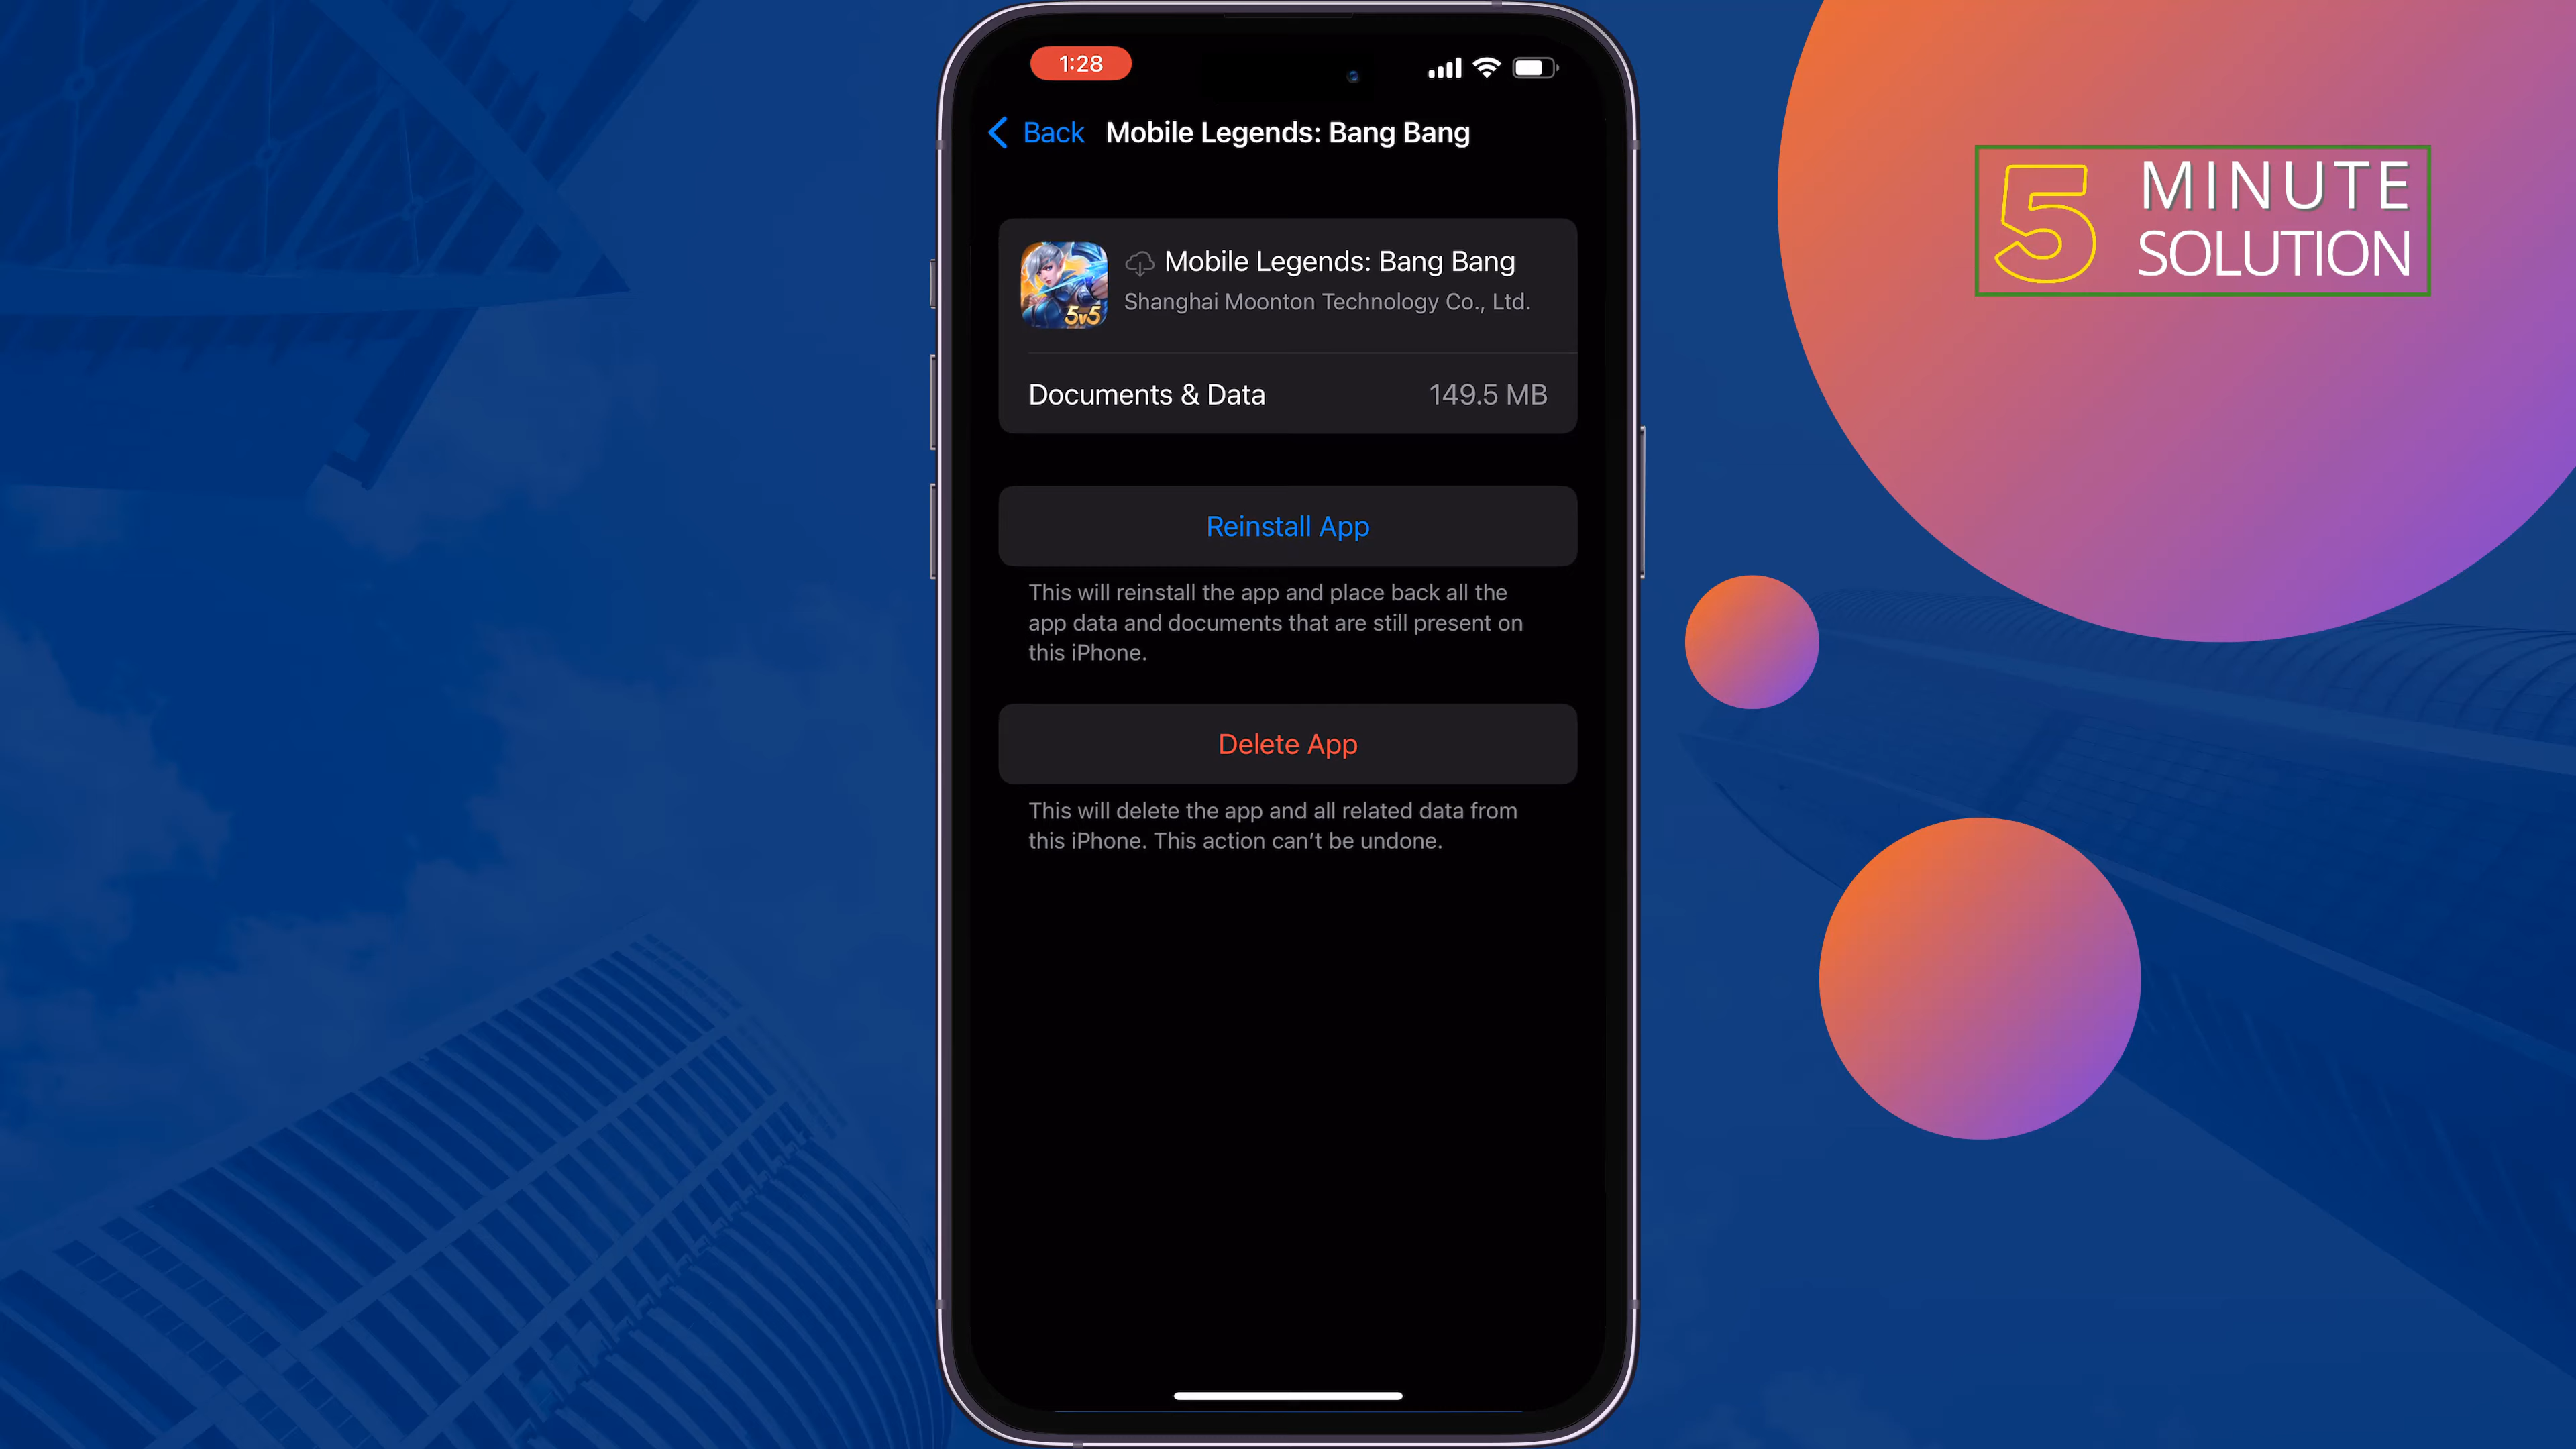 1:28
Back Mobile Legends: Bang Bang
Mobile Legends: Bang Bang
Shanghai Moonton Technology Co., Ltd.
5v5
Documents & Data 149.5 MB
Reinstall App
This will reinstall the app and place back all the
app data and documents that are still present on
this iPhone.
Delete App
This will delete the app and all related data from
this iPhone. This action can’t be undone.
5 MINUTE
SOLUTION